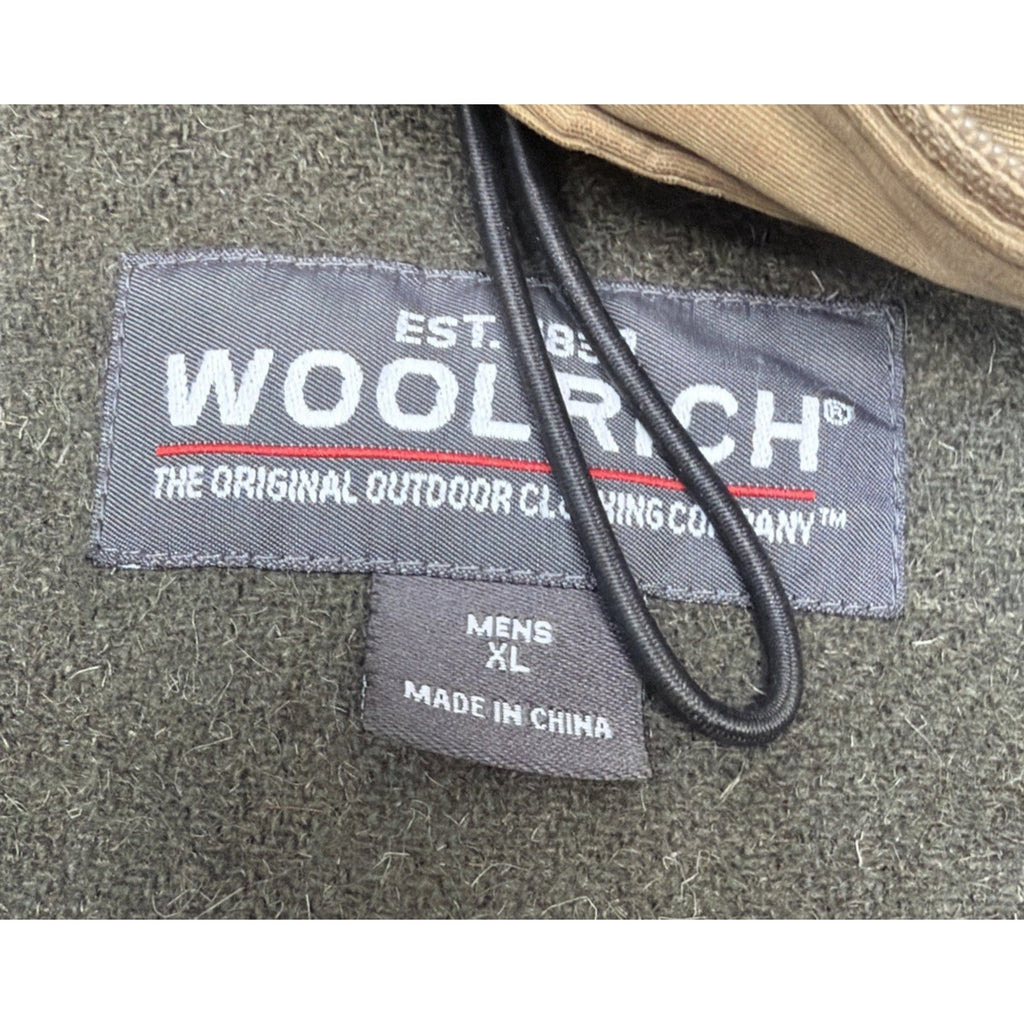 EST.
WOOLRICH®
THE ORIGINAL OUTDOOR CLOTHING COMPANY™
MENS
XL
MADE IN CHINA